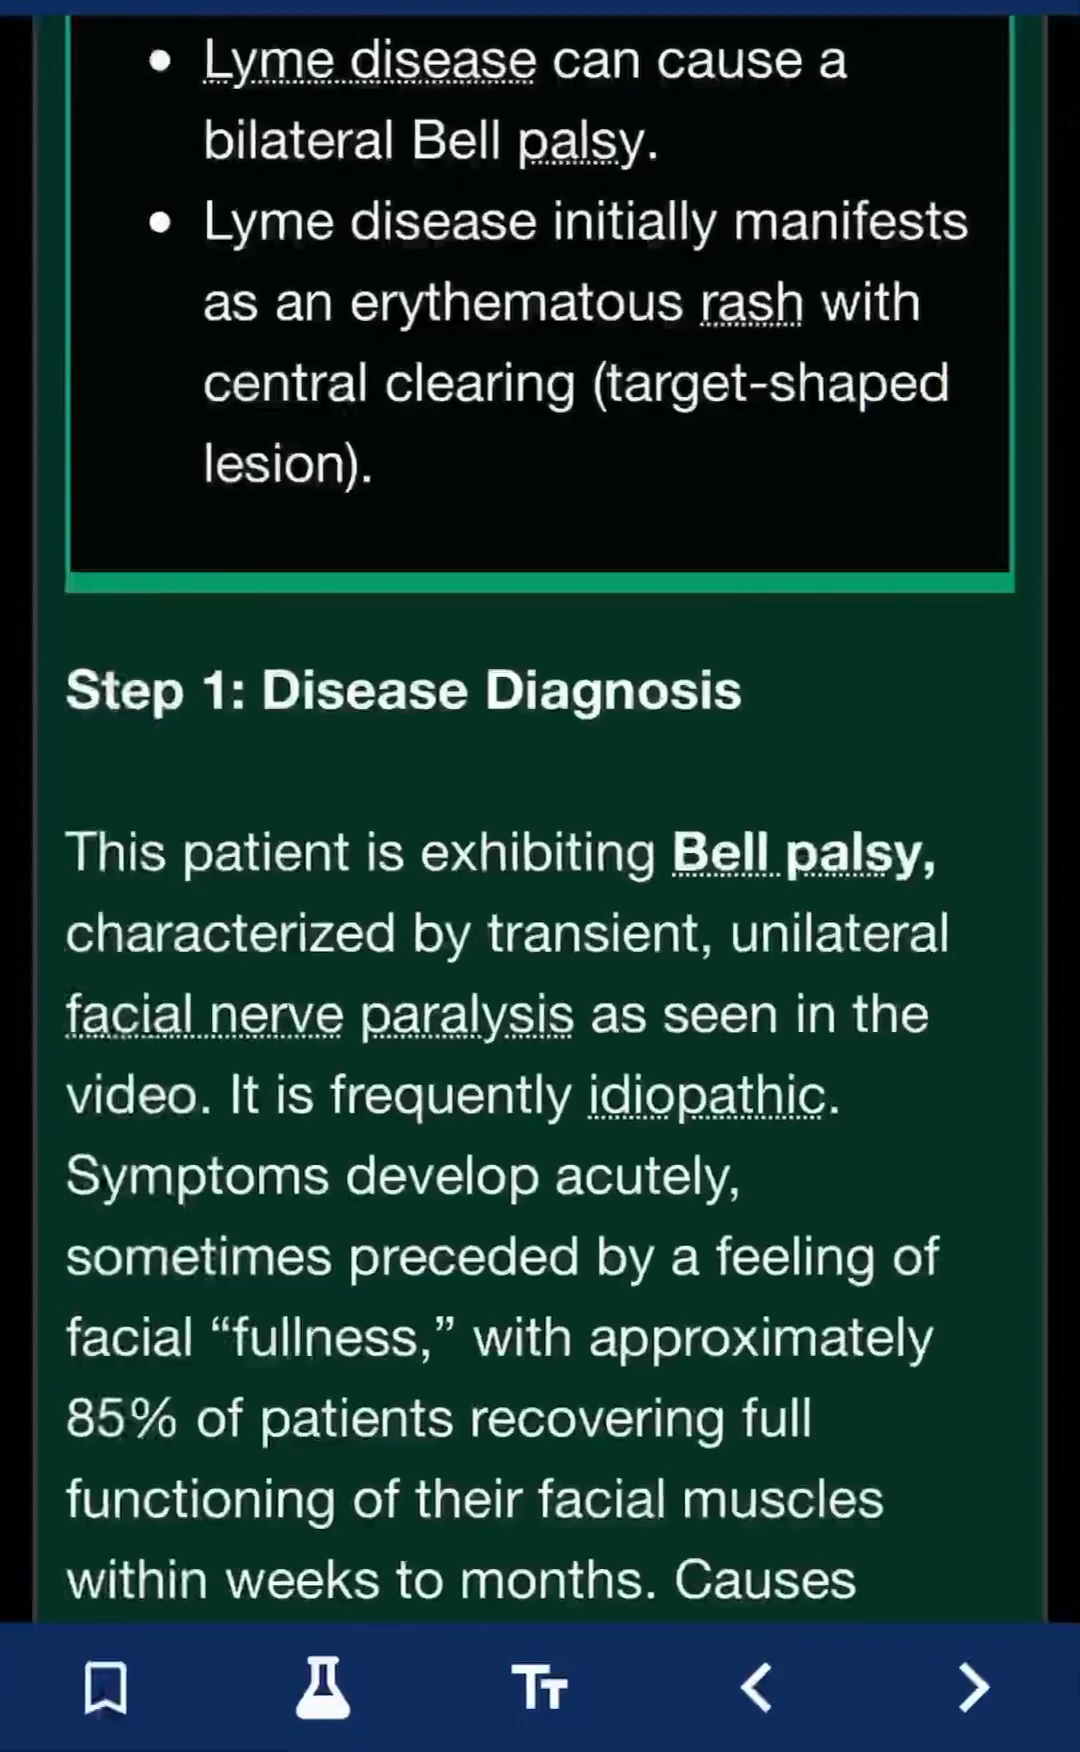 Lyme disease can cause a
bilateral Bell palsy.
Lyme disease initially manifests
as an erythematous rash with
central clearing (target-shaped
lesion).
Step 1: Disease Diagnosis
This patient is exhibiting Bell palsy,
characterized by transient, unilateral
facial nerve paralysis as seen in the
video. It is frequently idiopathic.
Symptoms develop acutely,
sometimes preceded by a feeling of
facial “fullness,” with approximately
85% of patients recovering full
functioning of their facial muscles
within weeks to months. Causes
TT